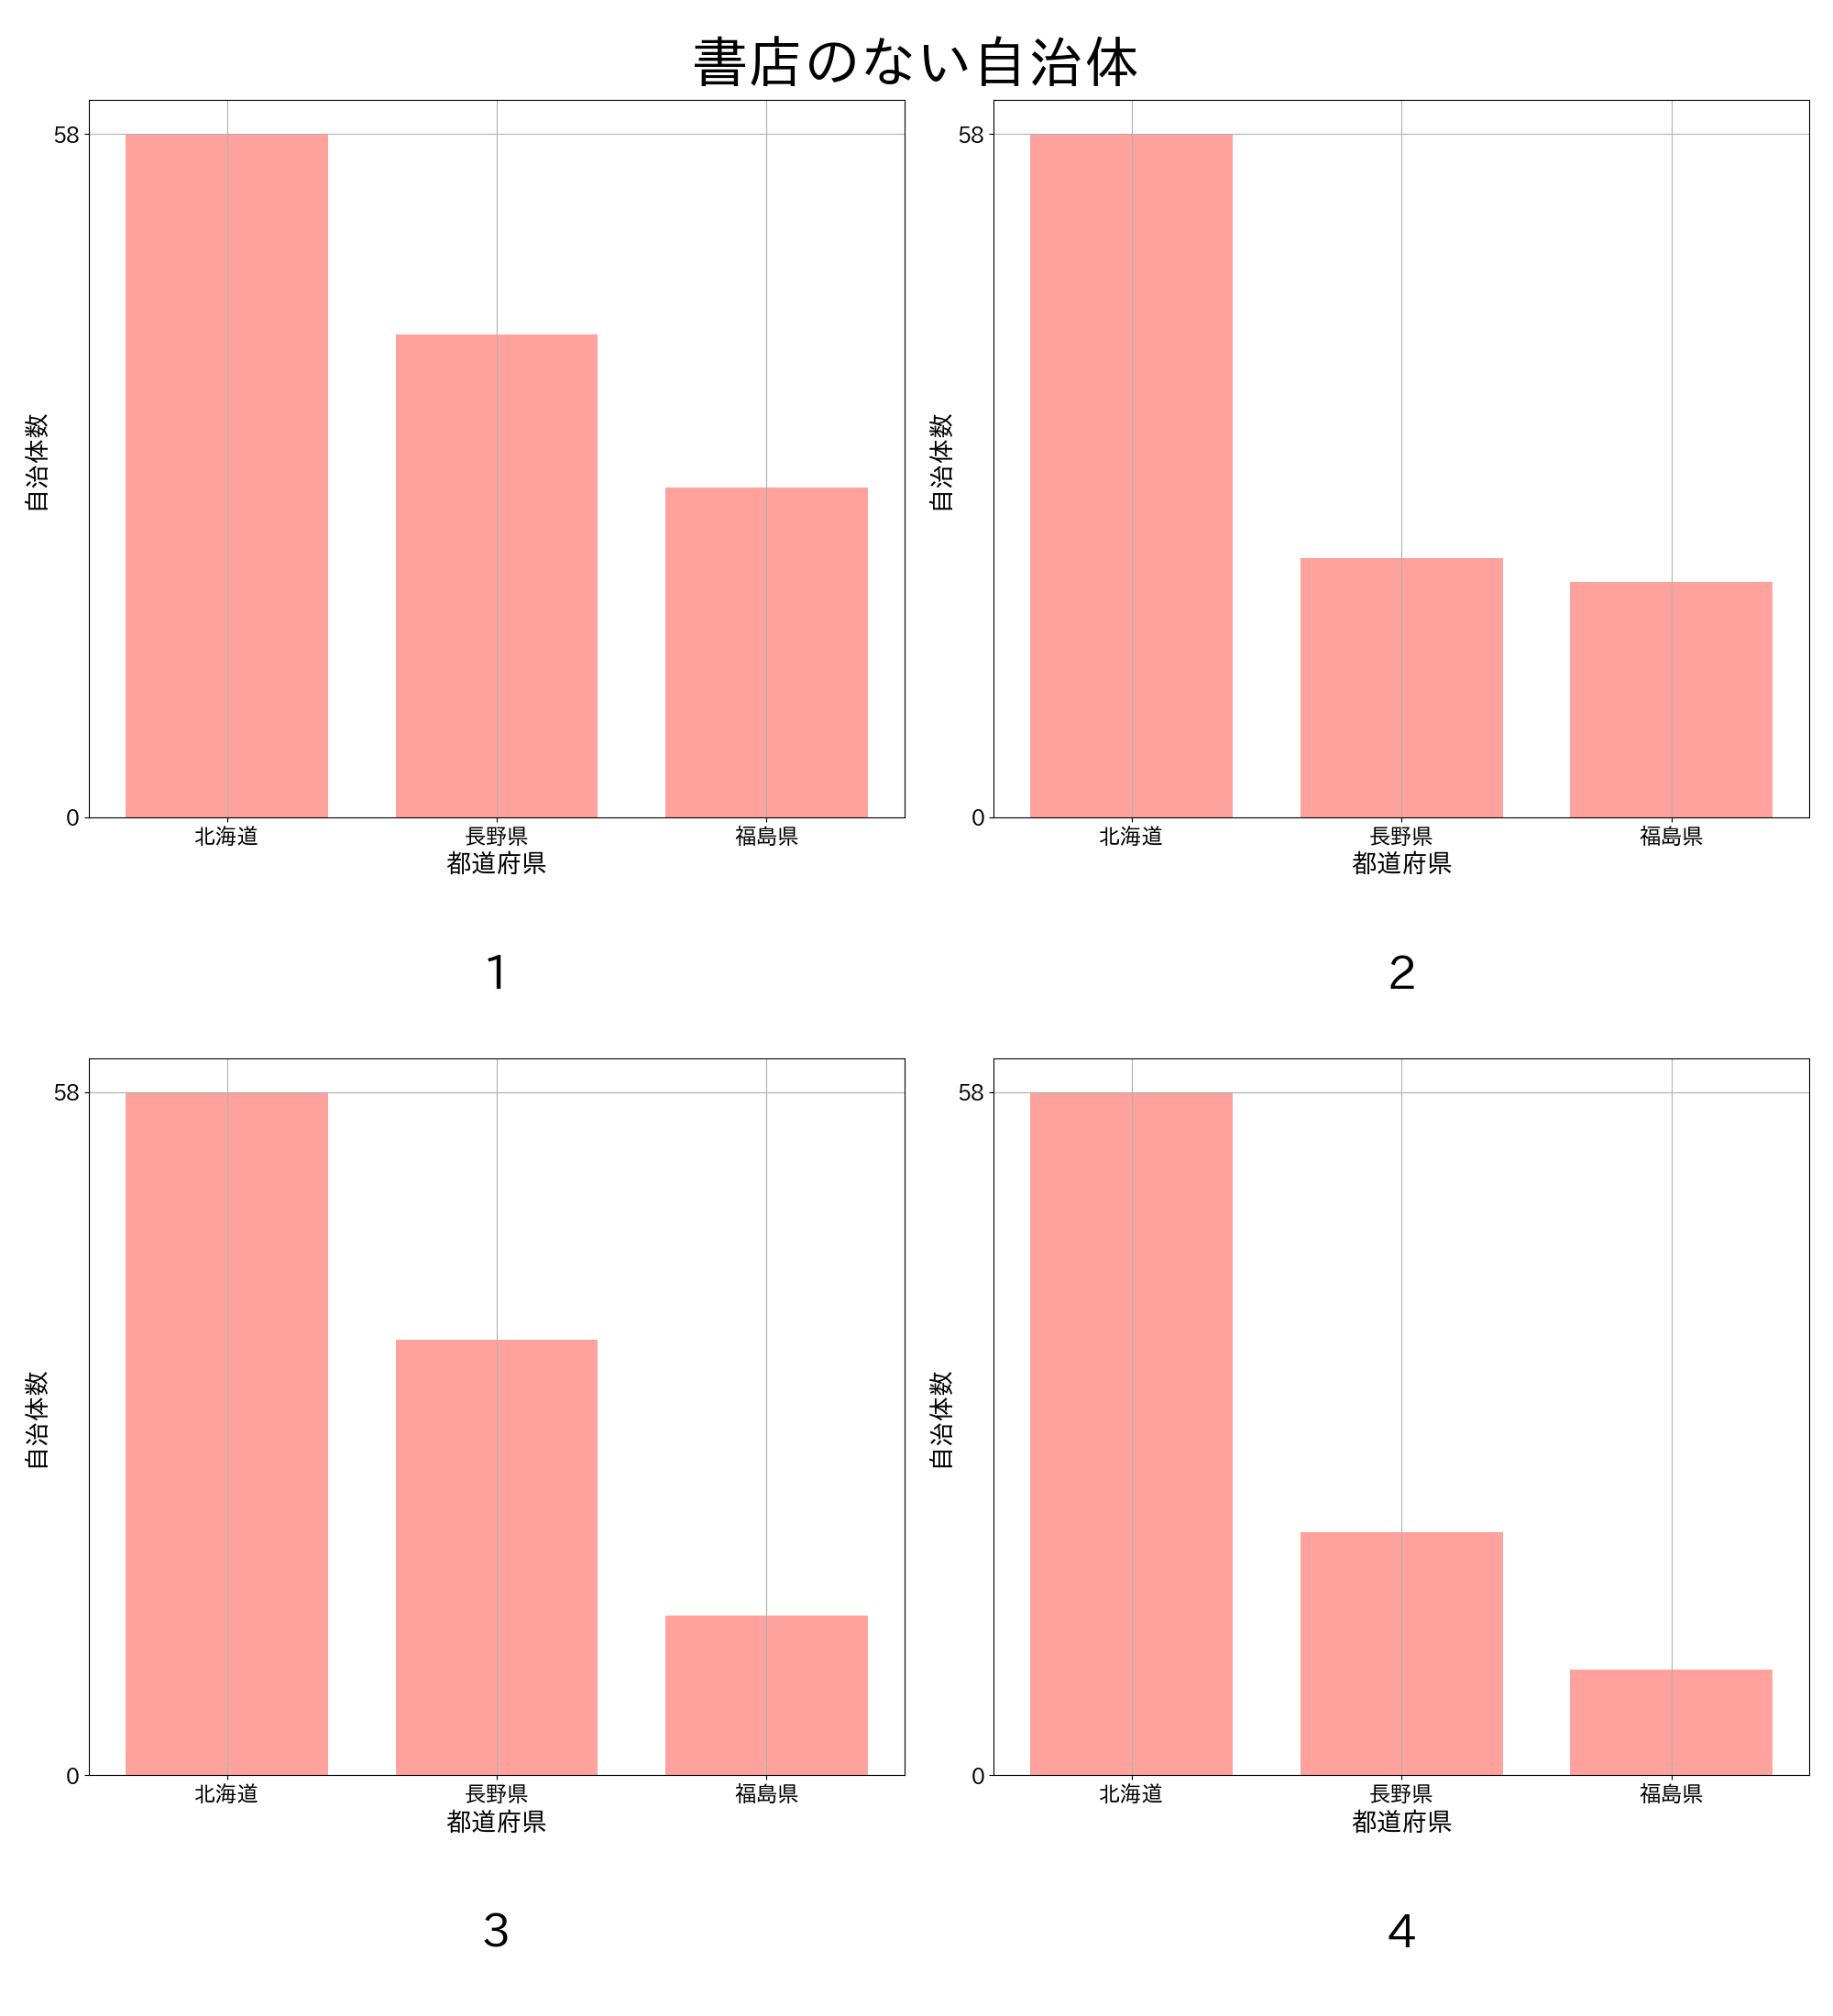 書店のない自治体
58
0
自治体数
北海道 長野県 福島県
都道府県
1
58
0
自治体数
北海道 長野県 福島県
都道府県
2
58
0
自治体数
北海道 長野県 福島県
都道府県
3
58
0
自治体数
北海道 長野県 福島県
都道府県
4